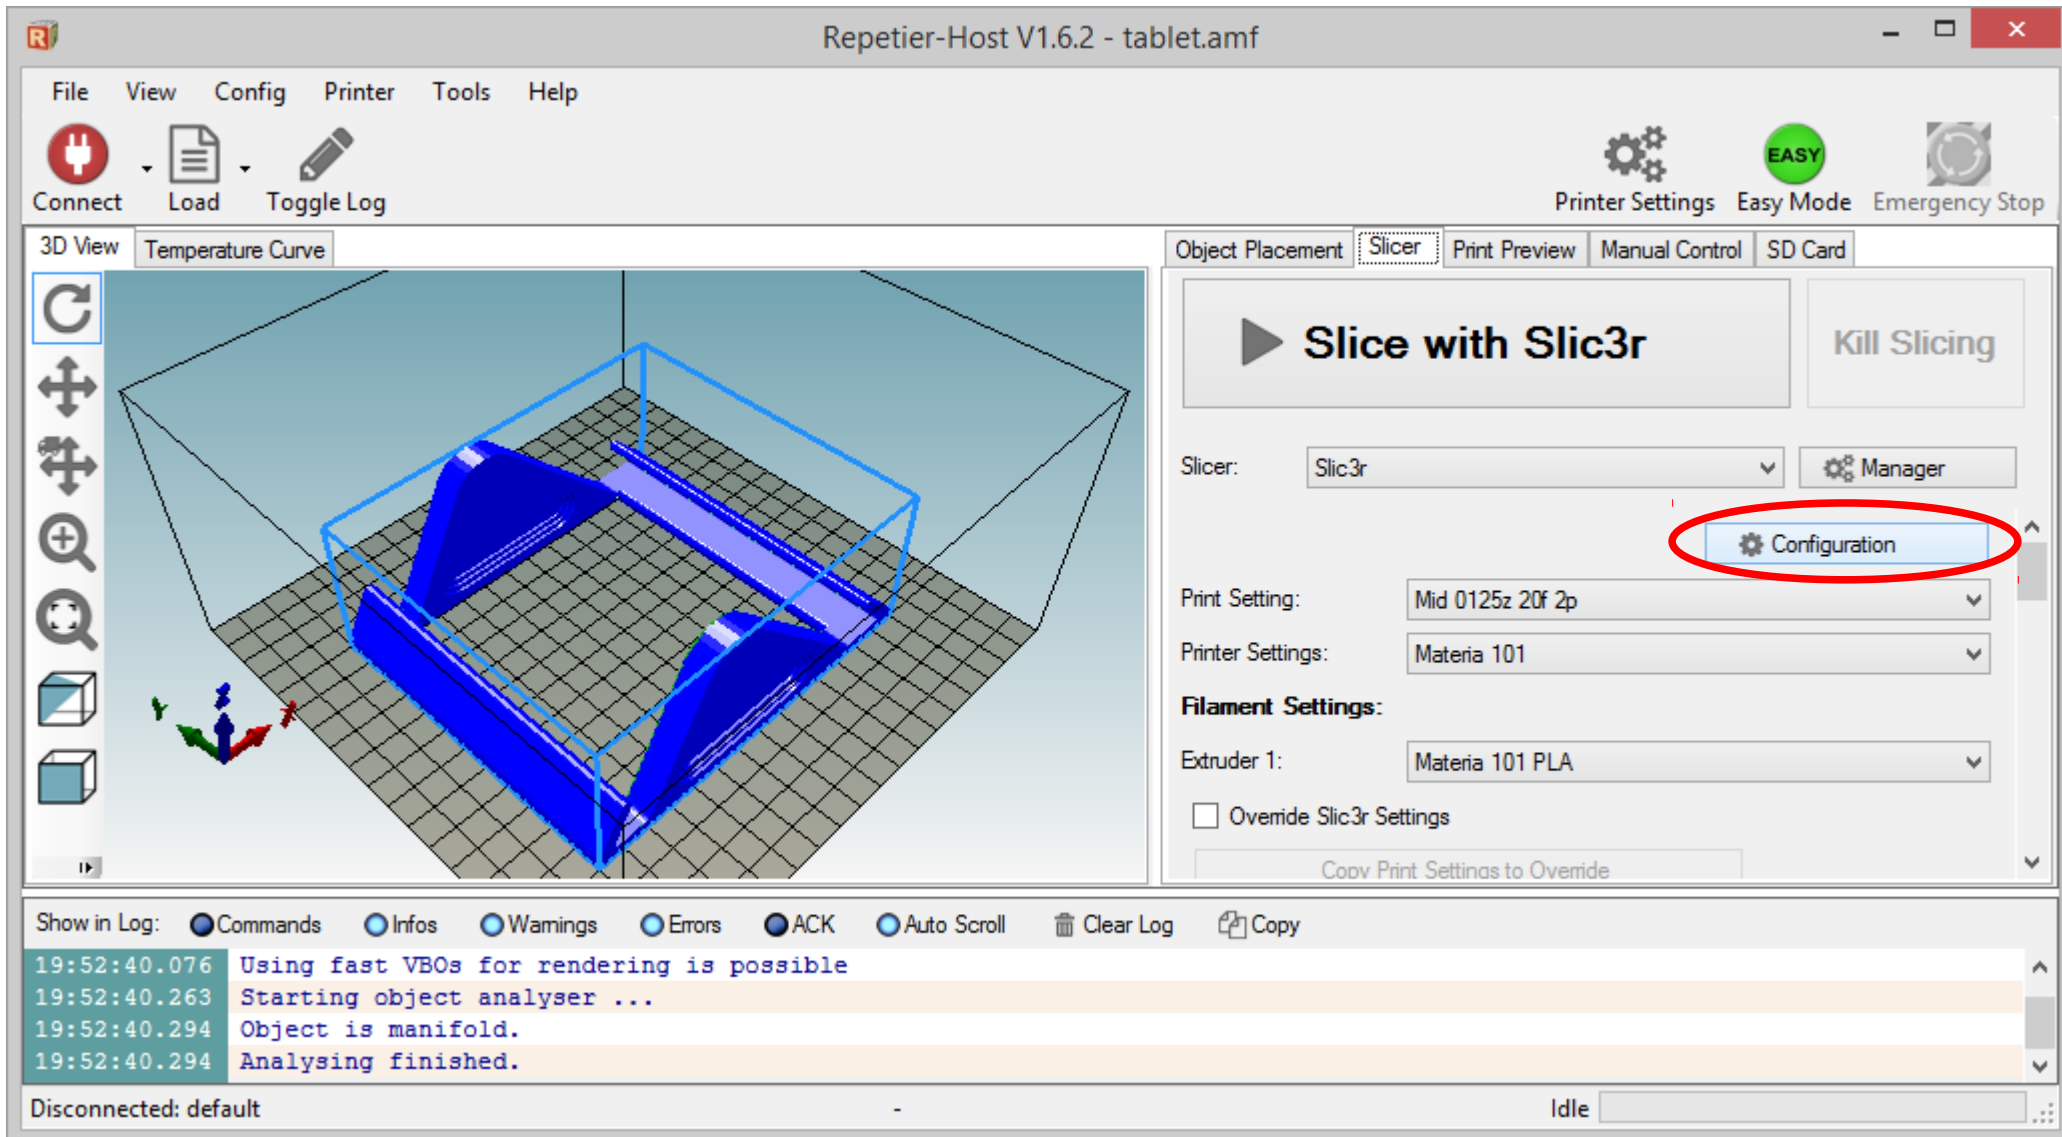 Repetier-Host V1.6.2 - tablet.amf
File View Config Printer Tools Help
EASY
Connect Load Toggle Log Printer Settings Easy Mode Emergency Stop
3D View Temperature Curve Object Placement Slicer Print Preview Manual Control SD Card
Slice with Slic3r Kill Slicing
Slicer: Slic3r Manager
Configuration
Print Setting: Mid 0125z 20f 2p
Printer Settings: Materia 101
Filament Settings:
Extruder 1: Materia 101 PLA
Override Slic3r Settings
Copy Print Settings to Override
Show in Log: Commands Infos Warnings Errors ACK Auto Scroll Clear Log Copy
19:52:40.076 Using fast VBOs for rendering is possible
19:52:40.263 Starting object analyser ...
19:52:40.294 Object is manifold.
19:52:40.294 Analysing finished.
Disconnected: default - Idle